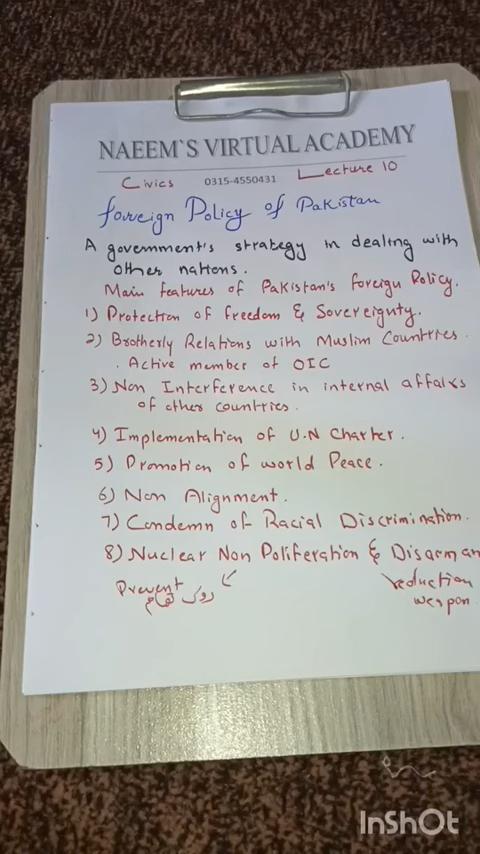 NAEEM'S VIRTUAL ACADEMY
Civics 0315-4550431 Lecture 10
foreign Policy of Pakistan
A government's strategy in dealing with
other nations.
Main features of Pakistan's foreign Policy.
1) Protection of freedom & Sovereignty.
2) Brotherly Relations with Muslim Countries.
. Active member of OIC
3) Non Interference in internal affairs
of other countries.
4) Implementation of U.N Charter.
5) Promotion of world Peace.
6) Non Alignment.
7) Condemn of Racial Discrimination.
8) Nuclear Non Poliferation & Disarman
Prevent reduction
روک تھام weapon
InShOt